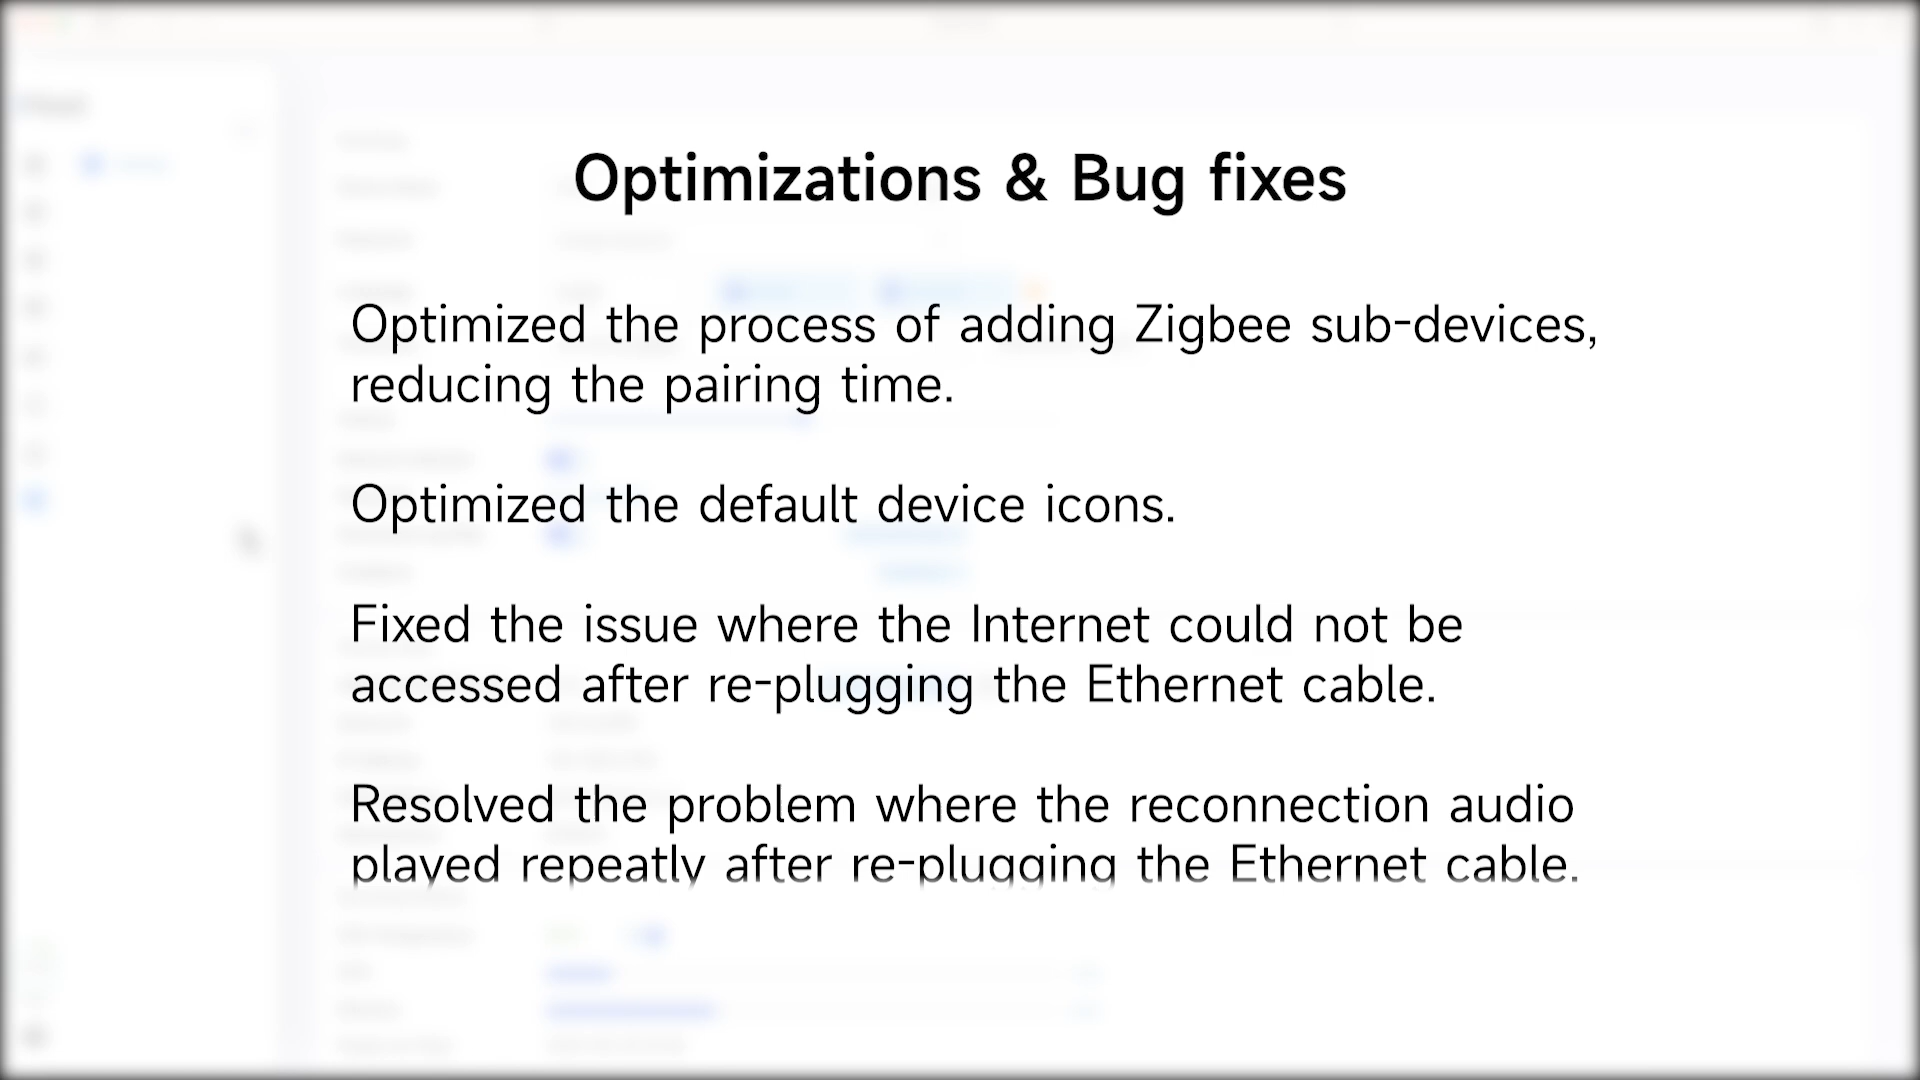 Optimizations & Bug fixes
Optimized the process of adding Zigbee sub-devices,
reducing the pairing time.
Optimized the default device icons.
Fixed the issue where the Internet could not be
accessed after re-plugging the Ethernet cable.
Resolved the problem where the reconnection audio
played repeatly after re-plugging the Ethernet cable.